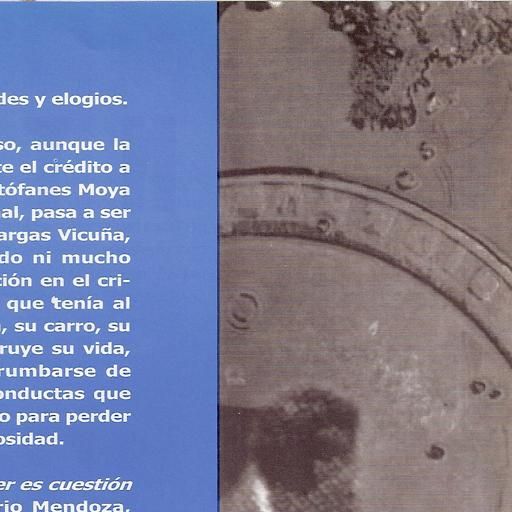 des y elogios.
so, aunque la
te el crédito a
tófanes Moya
al, pasa a ser
argas Vicuña,
do ni mucho
ción en el cri-
que tenía al
, su carro, su
ruye su vida,
rumbarse de
onductas que
o para perder
osidad.
er es cuestión
rio Mendoza,